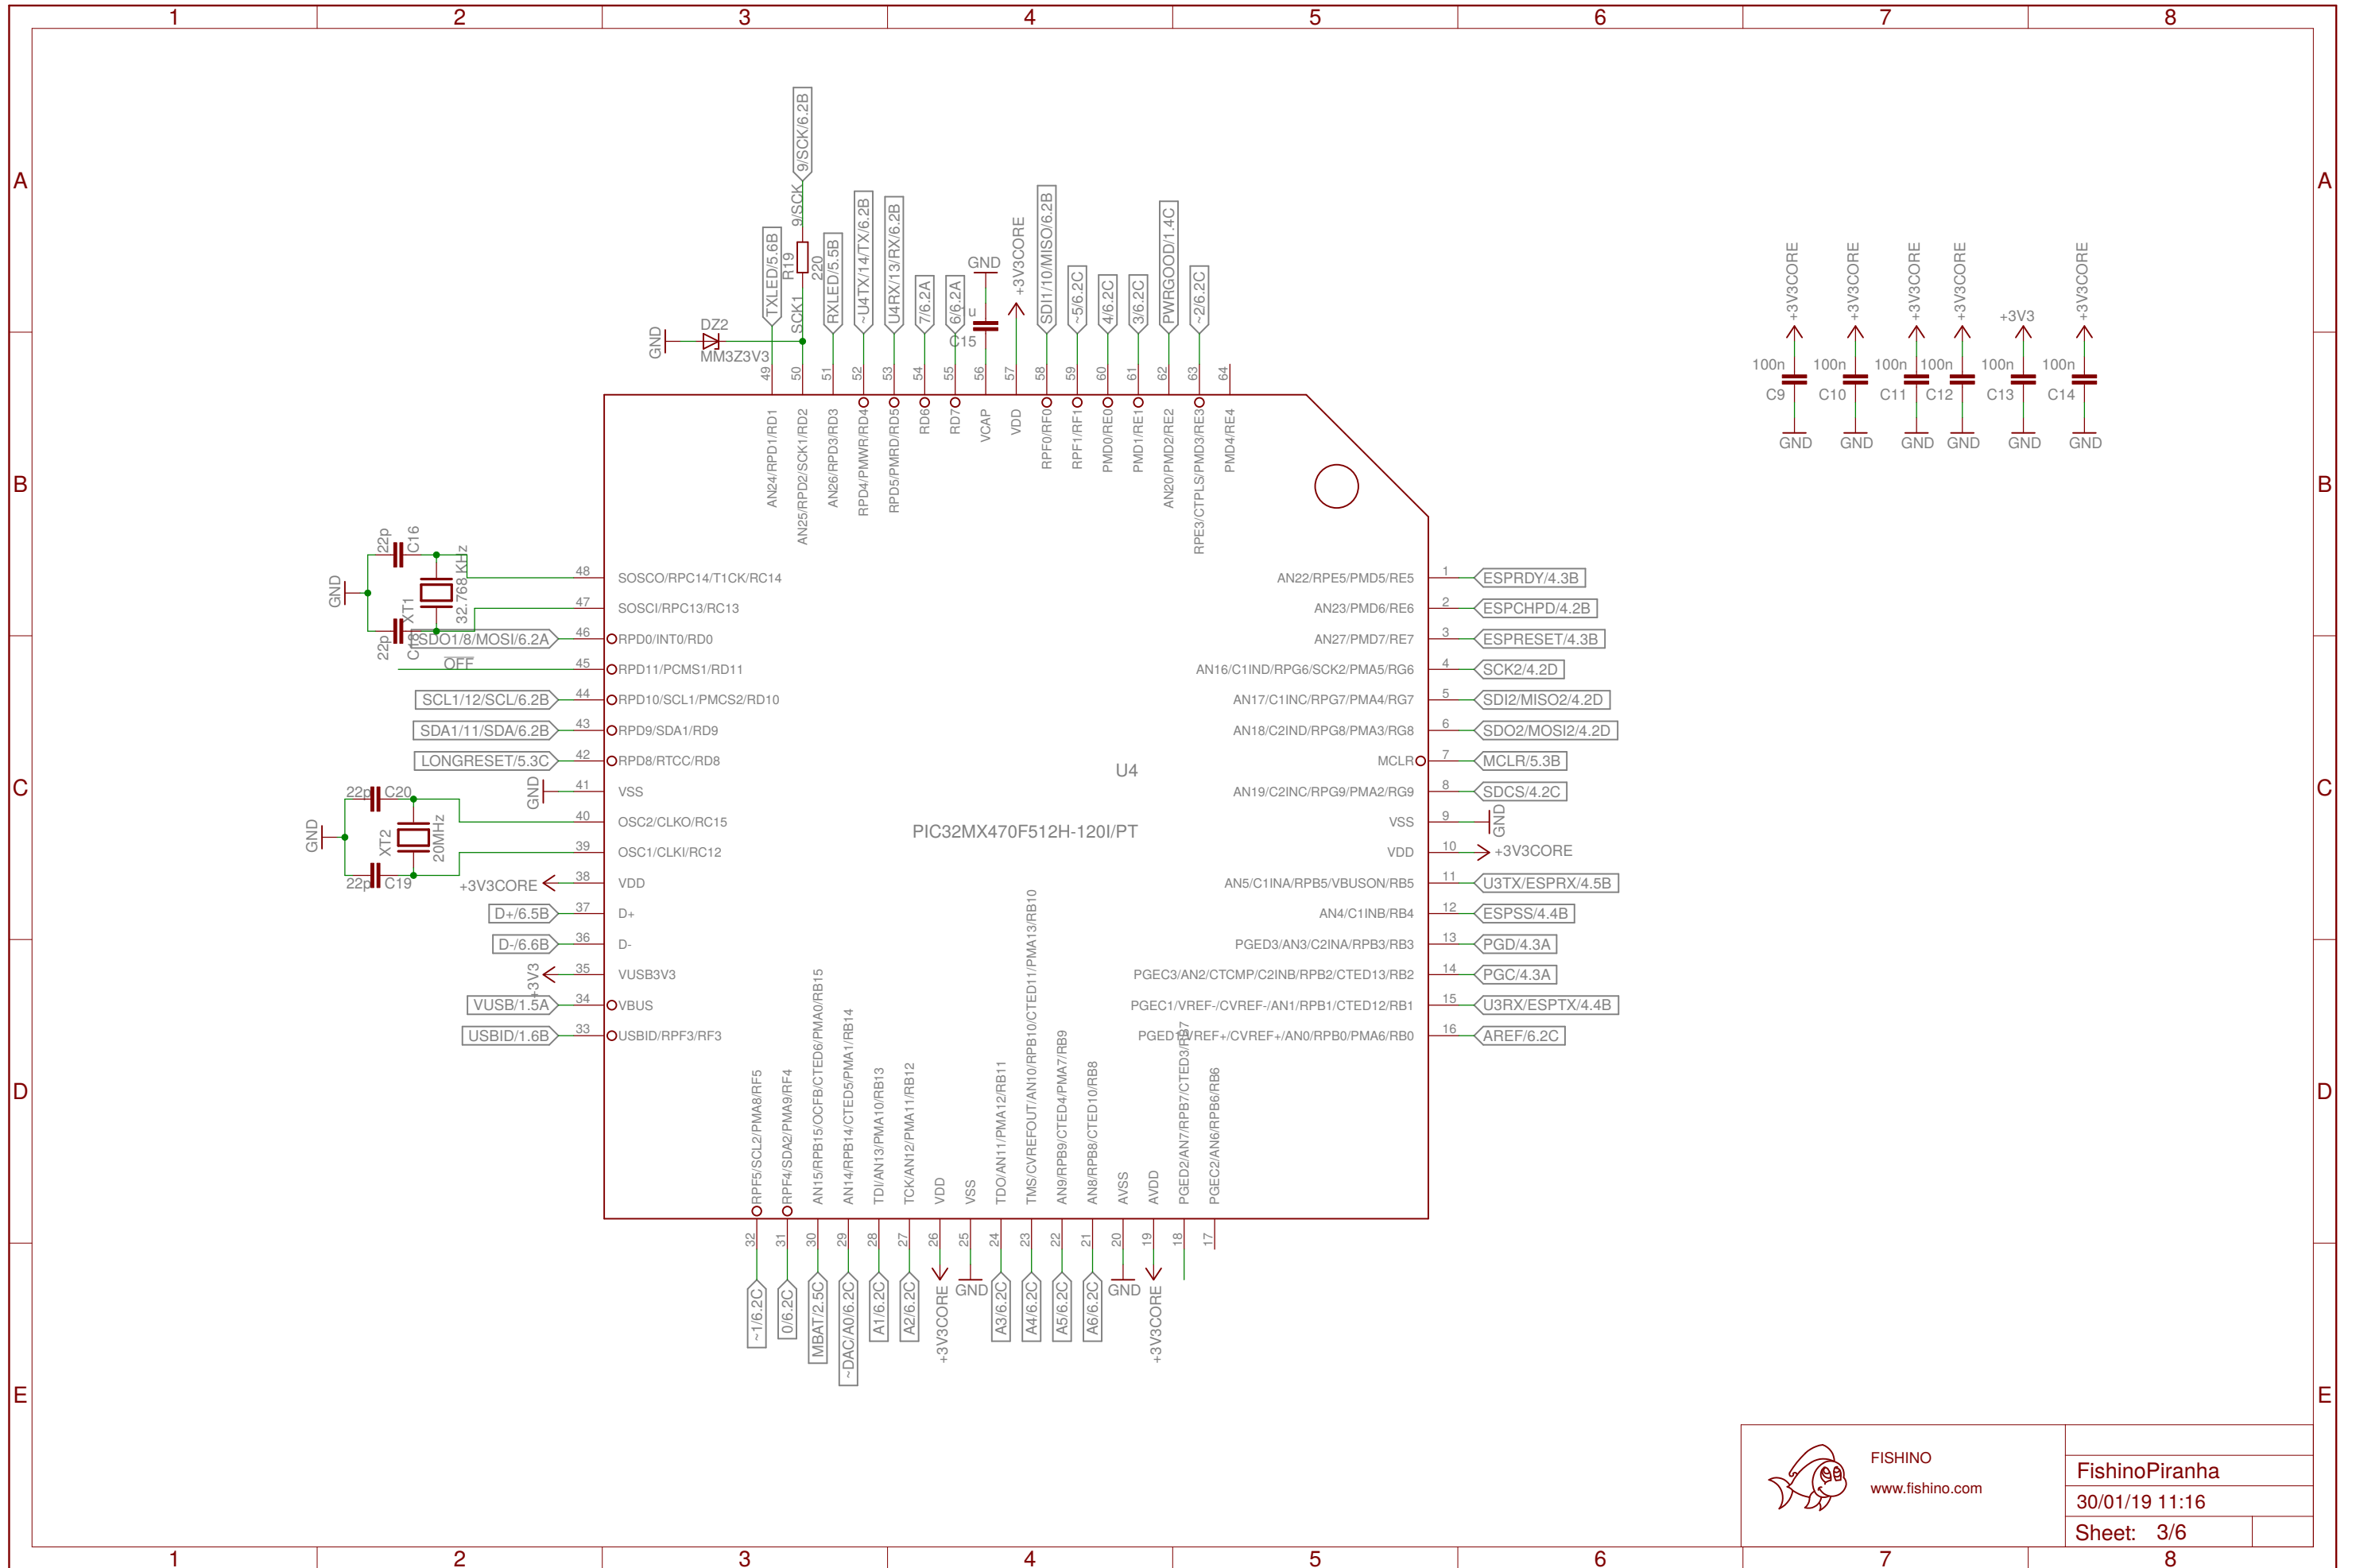 1 2 3 4 5 6 7 8
A A
B B
C C
D D
E E
1 2 3 4 5 6 7 8
9/SCK/6.2B
9/SCK
R19
220
SCK1
TXLED/5.6B
RXLED/5.5B
~U4TX/14/TX/6.2B
U4RX/13/RX/6.2B
7/6.2A
6/6.2A
GND
u
C15
+3V3CORE
SDI1/10/MISO/6.2B
~5/6.2C
4/6.2C
3/6.2C
PWRGOOD/1.4C
~2/6.2C
GND
DZ2
MM3Z3V3
49 50 51 52 53 54 55 56 57 58 59 60 61 62 63 64
AN24/RPD1/RD1
AN25/RPD2/SCK1/RD2
AN26/RPD3/RD3
RPD4/PMWR/RD4
RPD5/PMRD/RD5
RD6
RD7
VCAP
VDD
RPF0/RF0
RPF1/RF1
PMD0/RE0
PMD1/RE1
AN20/PMD2/RE2
RPE3/CTPLS/PMD3/RE3
PMD4/RE4
+3V3CORE
100n
C9
GND
+3V3CORE
100n
C10
GND
+3V3CORE
100n
C11
GND
+3V3CORE
100n
C12
GND
+3V3
100n
C13
GND
+3V3CORE
100n
C14
GND
22p
C16
GND
XT1
32.768 KHz
22p
C18
48 SOSCO/RPC14/T1CK/RC14
47 SOSCI/RPC13/RC13
SDO1/8/MOSI/6.2A 46 RPD0/INT0/RD0
OFF 45 RPD11/PCMS1/RD11
SCL1/12/SCL/6.2B 44 RPD10/SCL1/PMCS2/RD10
SDA1/11/SDA/6.2B 43 RPD9/SDA1/RD9
LONGRESET/5.3C 42 RPD8/RTCC/RD8
GND 41 VSS
40 OSC2/CLKO/RC15
39 OSC1/CLKI/RC12
22p C20
GND
XT2
20MHz
22p C19
+3V3CORE 38 VDD
D+/6.5B 37 D+
D-/6.6B 36 D-
+3V3 35 VUSB3V3
VUSB/1.5A 34 VBUS
USBID/1.6B 33 USBID/RPF3/RF3
U4
PIC32MX470F512H-120I/PT
AN22/RPE5/PMD5/RE5 1 ESPRDY/4.3B
AN23/PMD6/RE6 2 ESPCHPD/4.2B
AN27/PMD7/RE7 3 ESPRESET/4.3B
AN16/C1IND/RPG6/SCK2/PMA5/RG6 4 SCK2/4.2D
AN17/C1INC/RPG7/PMA4/RG7 5 SDI2/MISO2/4.2D
AN18/C2IND/RPG8/PMA3/RG8 6 SDO2/MOSI2/4.2D
MCLR 7 MCLR/5.3B
AN19/C2INC/RPG9/PMA2/RG9 8 SDCS/4.2C
VSS 9 GND
VDD 10 +3V3CORE
AN5/C1INA/RPB5/VBUSON/RB5 11 U3TX/ESPRX/4.5B
AN4/C1INB/RB4 12 ESPSS/4.4B
PGED3/AN3/C2INA/RPB3/RB3 13 PGD/4.3A
PGEC3/AN2/CTCMP/C2INB/RPB2/CTED13/RB2 14 PGC/4.3A
PGEC1/VREF-/CVREF-/AN1/RPB1/CTED12/RB1 15 U3RX/ESPTX/4.4B
PGED1/VREF+/CVREF+/AN0/RPB0/PMA6/RB0 16 AREF/6.2C
RPF5/SCL2/PMA8/RF5
RPF4/SDA2/PMA9/RF4
AN15/RPB15/OCFB/CTED6/PMA0/RB15
AN14/RPB14/CTED5/PMA1/RB14
TDI/AN13/PMA10/RB13
TCK/AN12/PMA11/RB12
VDD
VSS
TDO/AN11/PMA12/RB11
TMS/CVREFOUT/AN10/RPB10/CTED11/PMA13/RB10
AN9/RPB9/CTED4/PMA7/RB9
AN8/RPB8/CTED10/RB8
AVSS
AVDD
PGED2/AN7/RPB7/CTED3/RB7
PGEC2/AN6/RPB6/RB6
32 31 30 29 28 27 26 25 24 23 22 21 20 19 18 17
~1/6.2C
0/6.2C
MBAT/2.5C
~DAC/A0/6.2C
A1/6.2C
A2/6.2C
+3V3CORE
GND
A3/6.2C
A4/6.2C
A5/6.2C
A6/6.2C
GND
+3V3CORE
FISHINO
www.fishino.com
FishinoPiranha
30/01/19 11:16
Sheet: 3/6